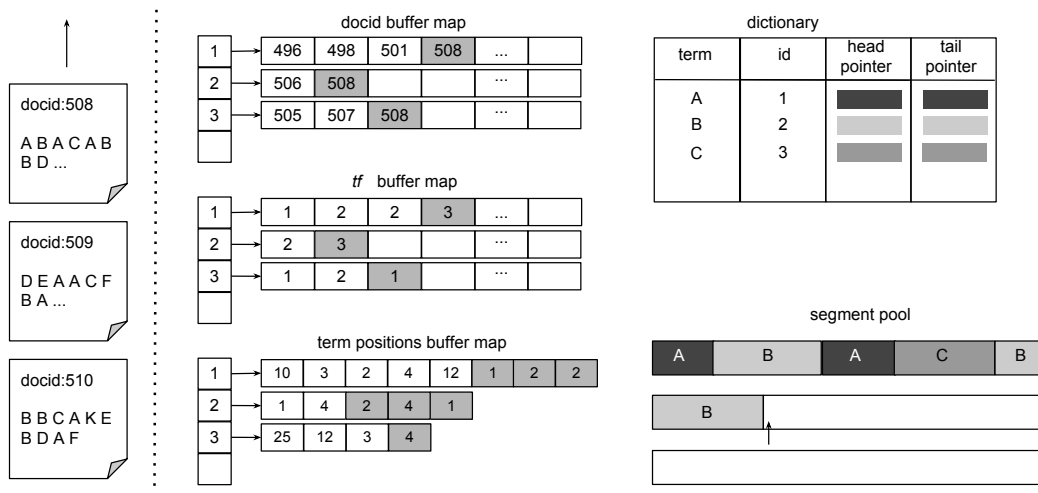 docid:508
A B A C A B
B D ...
docid:509
D E A A C F
B A ...
docid:510
B B C A K E
B D A F
docid buffer map
1 496 498 501 508 ...
2 506 508 ...
3 505 507 508 ...
tf buffer map
1 1 2 2 3 ...
2 2 3 ...
3 1 2 1 ...
term positions buffer map
1 10 3 2 4 12 1 2 2
2 1 4 2 4 1
3 25 12 3 4
dictionary
term id head pointer tail pointer
A 1
B 2
C 3
segment pool
A B A C B
B